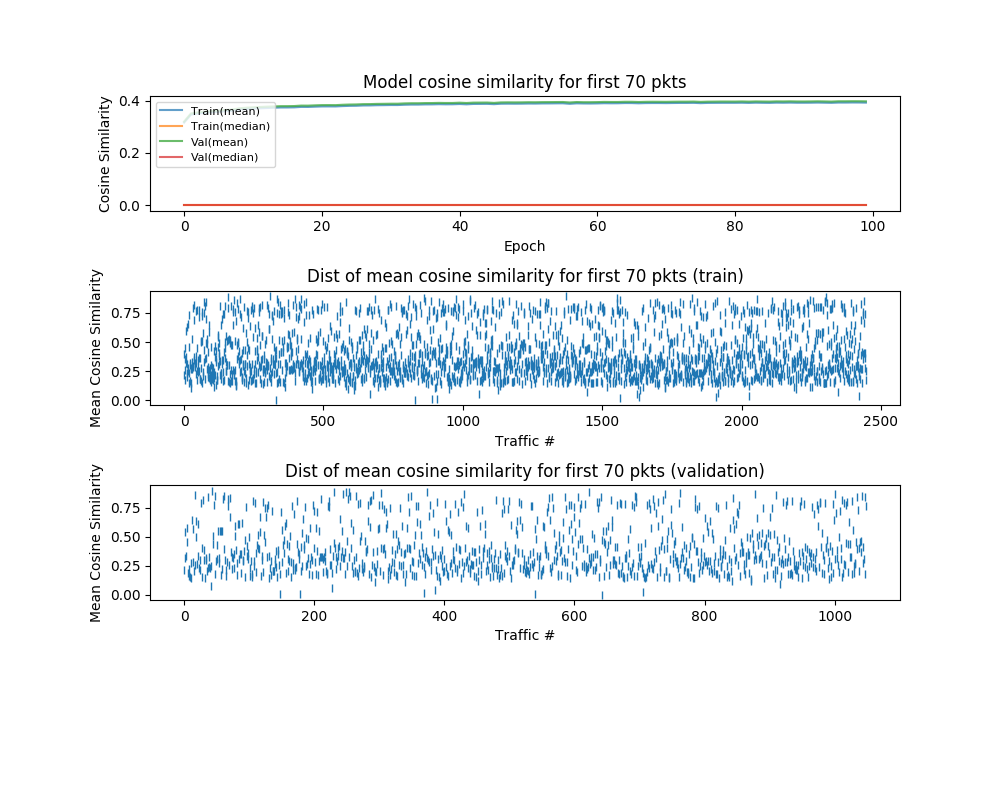 Model cosine similarity for first 70 pkts
Cosine Similarity
0.4
0.2
0.0
Train(mean)
Train(median)
Val(mean)
Val(median)
0 20 40 60 80 100
Epoch
Dist of mean cosine similarity for first 70 pkts (train)
Mean Cosine Similarity
0.75
0.50
0.25
0.00
0 500 1000 1500 2000 2500
Traffic #
Dist of mean cosine similarity for first 70 pkts (validation)
Mean Cosine Similarity
0.75
0.50
0.25
0.00
0 200 400 600 800 1000
Traffic #